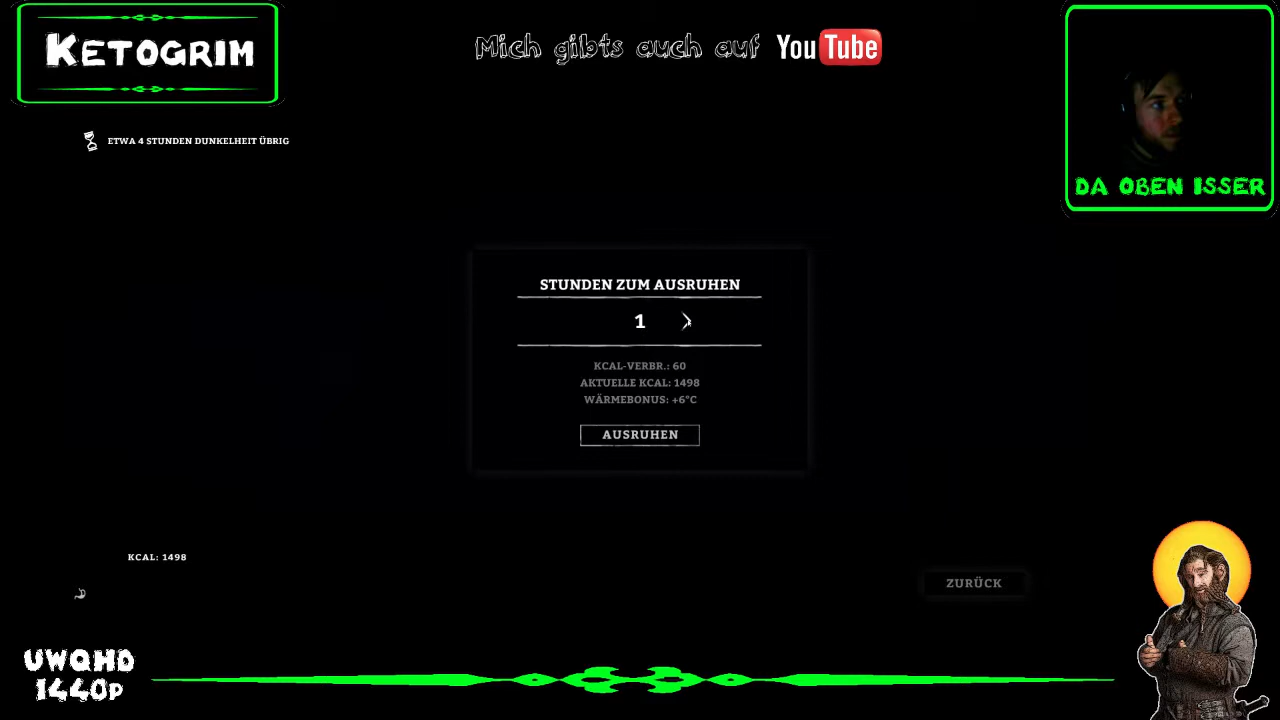 KETOGRIM
Mich gibts auch auf YouTube
ETWA 4 STUNDEN DUNKELHEIT ÜBRIG
DA OBEN ISSER
STUNDEN ZUM AUSRUHEN
1
KCAL-VERBR.: 60
AKTUELLE KCAL: 1498
WÄRMEBONUS: +6°C
AUSRUHEN
KCAL: 1498
ZURÜCK
UWQHD
1440p